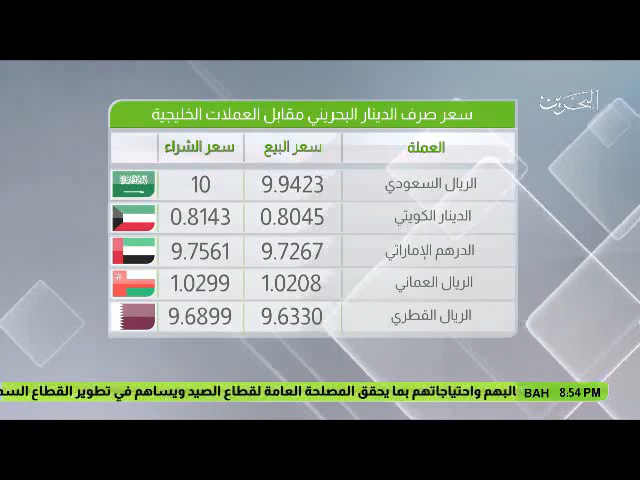 البحرين
سعر صرف الدينار البحريني مقابل العملات الخليجية
العملة سعر البيع سعر الشراء
الريال السعودي 9.9423 10
الدينار الكويتي 0.8045 0.8143
الدرهم الإماراتي 9.7267 9.7561
الريال العماني 1.0208 1.0299
الريال القطري 9.6330 9.6899
BAH 8:54 PM
البهم واحتياجاتهم بما يحقق المصلحة العامة لقطاع الصيد ويساهم في تطوير القطاع السم